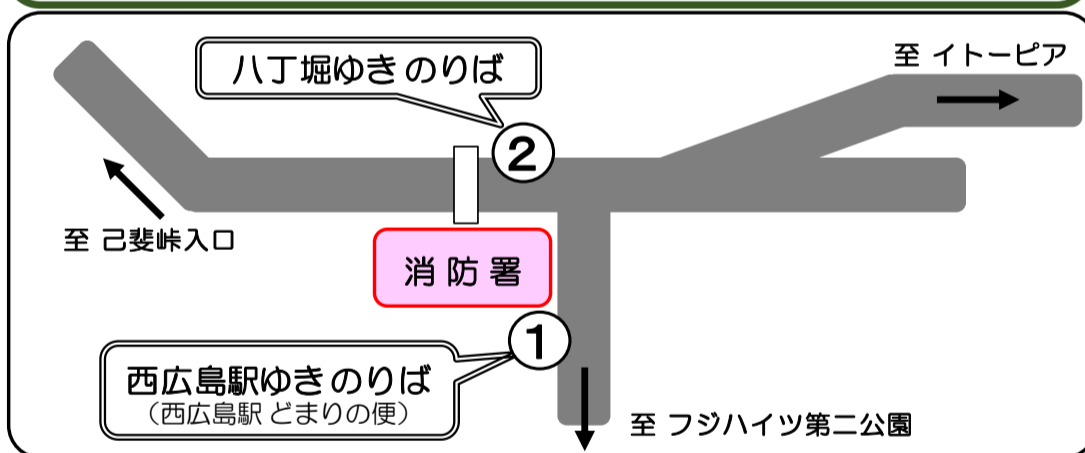 八丁堀ゆき のりば
至 イトーピア
②
至 己斐峠入口
消防署
①
西広島駅ゆき のりば
（西広島駅 どまりの便）
至 フジハイツ第二公園